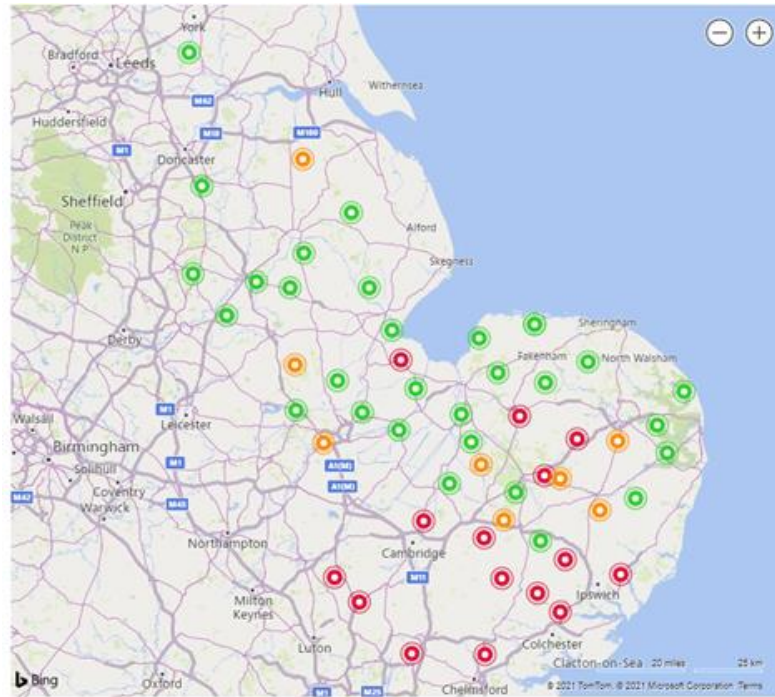 York
Bradford
Leeds
Withernsea
Hull
M62
Huddersfield
M18
M180
M1
Doncaster
Sheffield
Peak
District
N P
Alford
Skegness
Sheringham
Derby
Fakenham
North Walsham
M1
Walsall
Leicester
Birmingham
A1(M)
Solihull
M1
Coventry
A1(M)
M42
M45
Warwick
Northampton
Cambridge
M11
Milton
Keynes
Ipswich
Luton
Colchester
Clacton-on-Sea
20 miles
25 km
Bing
Oxford
M1
M25
Chelmsford
© 2021 TomTom, © 2021 Microsoft Corporation Terms